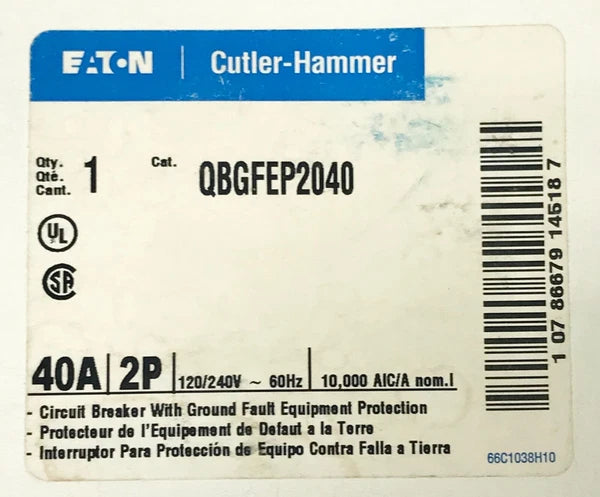 EATON | Cutler-Hammer
Qty.
Qté.
Cant.
1
Cat.
QBGFEP2040
UL
SA
1 07 86679 14518 7
40A | 2P | 120/240V ~ 60Hz | 10,000 AIC/A nom.I
- Circuit Breaker With Ground Fault Equipment Protection
- Protecteur de l'Equipement de Defaut a la Terre
- Interruptor Para Protección de Equipo Contra Falla a Tierra
66C1038H10